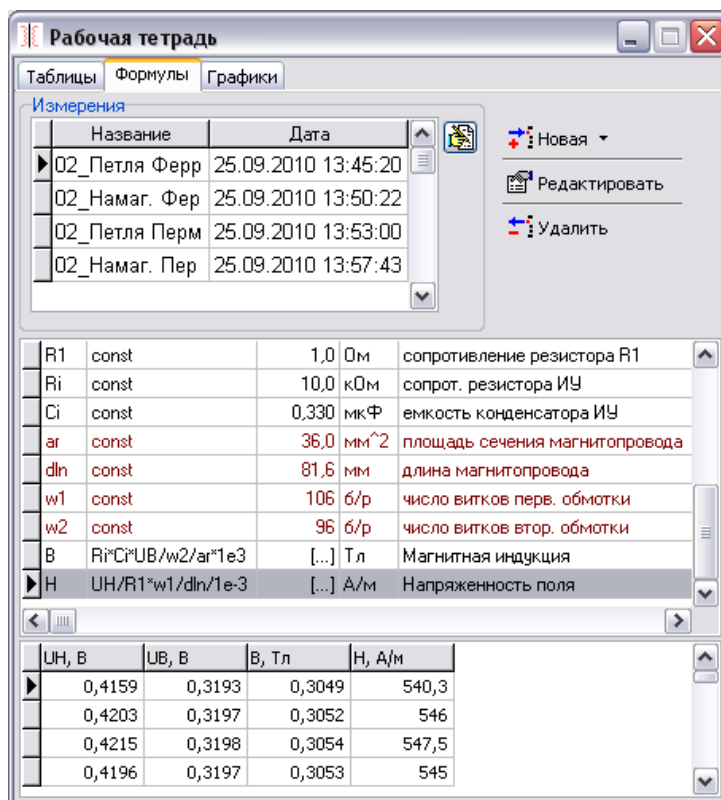 Рабочая тетрадь
Таблицы Формулы Графики
Измерения
Название Дата
02_Петля Ферр 25.09.2010 13:45:20
02_Намаг. Фер 25.09.2010 13:50:22
02_Петля Перм 25.09.2010 13:53:00
02_Намаг. Пер 25.09.2010 13:57:43
Новая
Редактировать
Удалить
R1 const 1,0 Ом сопротивление резистора R1
Ri const 10,0 кОм сопрот. резистора ИУ
Ci const 0,330 мкФ емкость конденсатора ИУ
ar const 36,0 мм^2 площадь сечения магнитопровода
dln const 81,6 мм длина магнитопровода
w1 const 106 б/р число витков перв. обмотки
w2 const 96 б/р число витков втор. обмотки
B Ri*Ci*UB/w2/ar*1e3 [...] Тл Магнитная индукция
H UH/R1*w1/dln/1e-3 [...] А/м Напряженность поля
UH, В UB, В B, Тл H, А/м
0,4159 0,3193 0,3049 540,3
0,4203 0,3197 0,3052 546
0,4215 0,3198 0,3054 547,5
0,4196 0,3197 0,3053 545